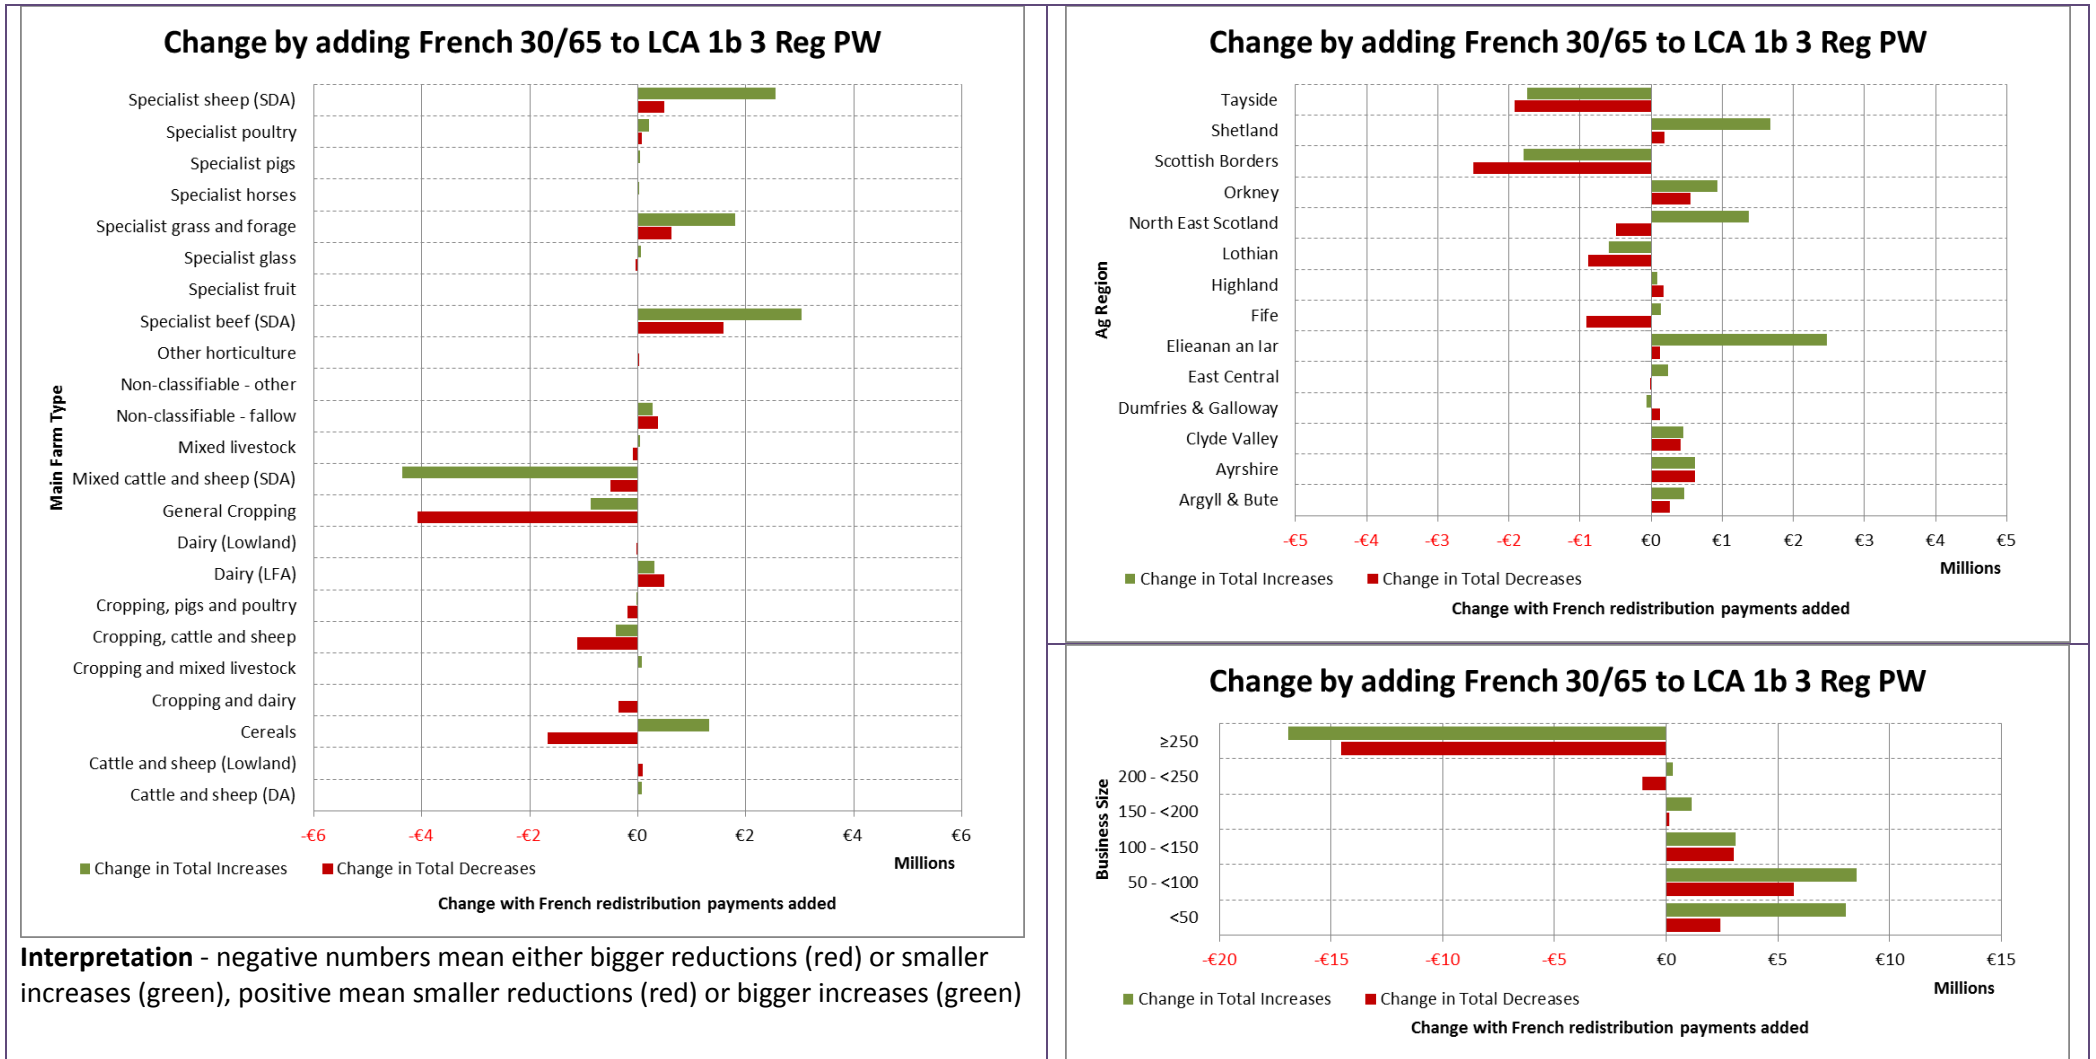 Change by adding French 30/65 to LCA 1b 3 Reg PW
Main Farm Type
Specialist sheep (SDA)
Specialist poultry
Specialist pigs
Specialist horses
Specialist grass and forage
Specialist glass
Specialist fruit
Specialist beef (SDA)
Other horticulture
Non-classifiable - other
Non-classifiable - fallow
Mixed livestock
Mixed cattle and sheep (SDA)
General Cropping
Dairy (Lowland)
Dairy (LFA)
Cropping, pigs and poultry
Cropping, cattle and sheep
Cropping and mixed livestock
Cropping and dairy
Cereals
Cattle and sheep (Lowland)
Cattle and sheep (DA)
-€6 -€4 -€2 €0 €2 €4 €6
Millions
Change in Total Increases Change in Total Decreases
Change with French redistribution payments added
Interpretation - negative numbers mean either bigger reductions (red) or smaller
increases (green), positive mean smaller reductions (red) or bigger increases (green)
Change by adding French 30/65 to LCA 1b 3 Reg PW
Ag Region
Tayside
Shetland
Scottish Borders
Orkney
North East Scotland
Lothian
Highland
Fife
Elieanan an Iar
East Central
Dumfries & Galloway
Clyde Valley
Ayrshire
Argyll & Bute
-€5 -€4 -€3 -€2 -€1 €0 €1 €2 €3 €4 €5
Millions
Change in Total Increases Change in Total Decreases
Change with French redistribution payments added
Change by adding French 30/65 to LCA 1b 3 Reg PW
Business Size
≥250
200 - <250
150 - <200
100 - <150
50 - <100
<50
-€20 -€15 -€10 -€5 €0 €5 €10 €15
Millions
Change in Total Increases Change in Total Decreases
Change with French redistribution payments added